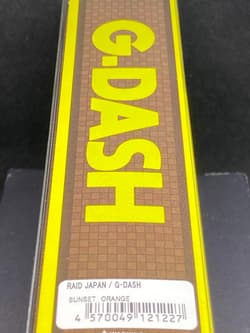 G-DASH
RAID JAPAN / G-DASH
SUNSET ORANGE
4 570049 121227